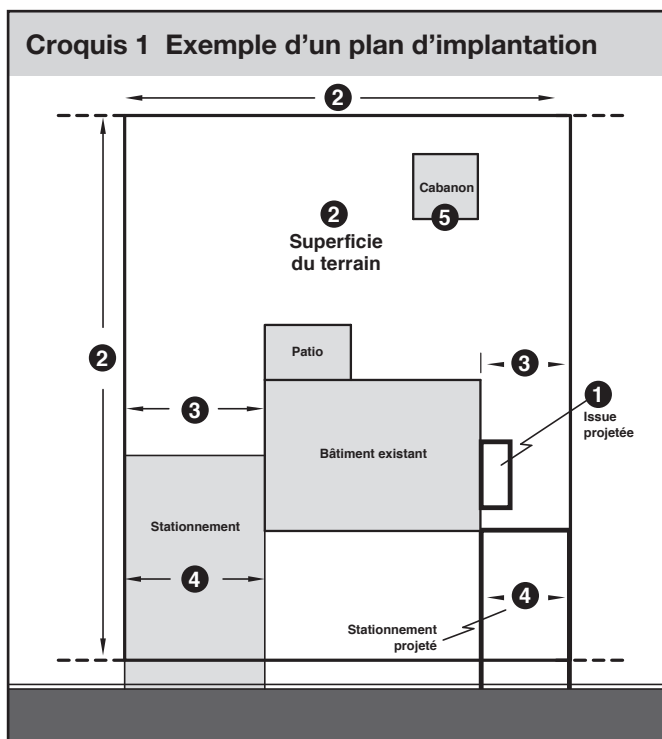 Croquis 1 Exemple d'un plan d'implantation
2
Cabanon
5
2
Superficie
du terrain
2
Patio
3
3
1
Issue
projetée
Bâtiment existant
Stationnement
4
4
Stationnement
projeté